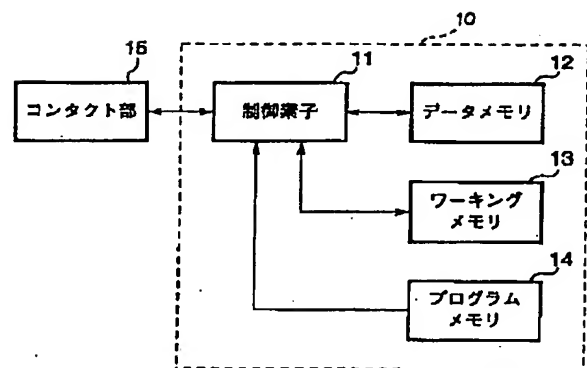 10
15
11
12
コンタクト部
制御素子
データメモリ
13
ワーキング
メモリ
14
プログラム
メモリ